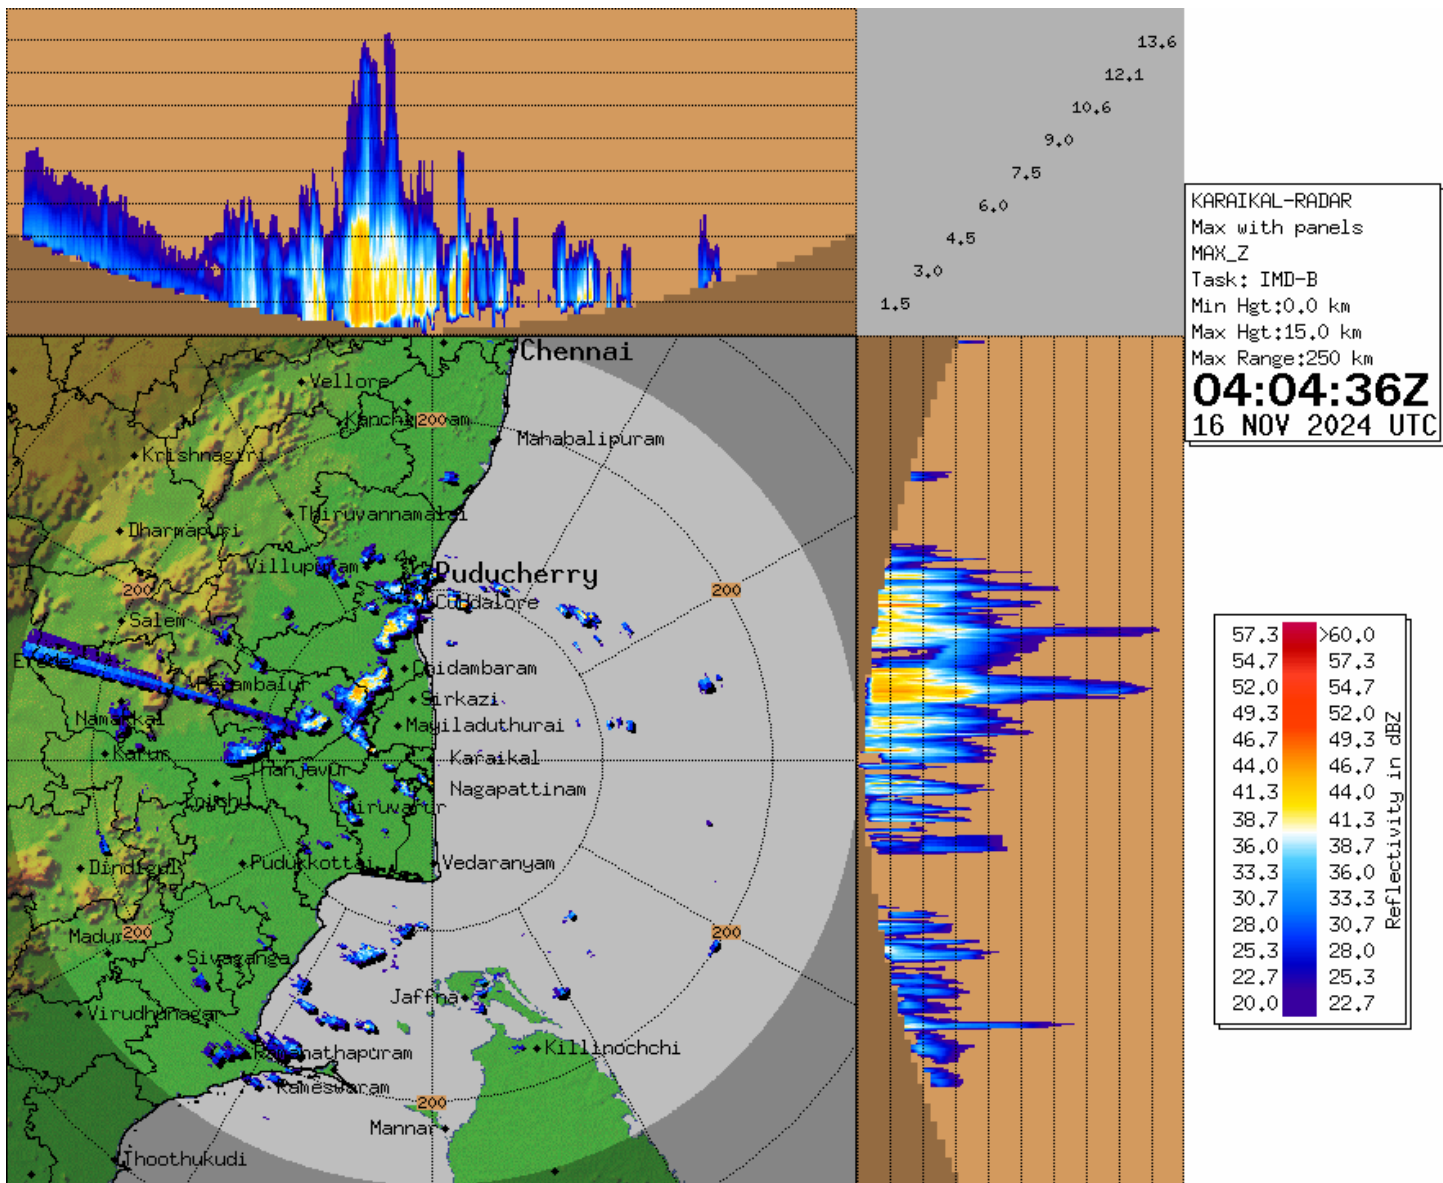 13.6
12.1
10.6
9.0
7.5
6.0
4.5
3.0
1.5
KARAIKAL-RADAR
Max with panels
MAX_Z
Task: IMD-B
Min Hgt:0.0 km
Max Hgt:15.0 km
Max Range:250 km
04:04:36Z
16 NOV 2024 UTC
Chennai
Vellore
200
Mahabalipuram
Krishnagiri
Thiruvannamalai
Dharmapuri
Villupuram
Puducherry
200
200
Cuddalore
Salem
Chidambaram
Perambalur
Sirkazi
Namakkal
Mayiladuthurai
Karur
Karaikal
Thanjavur
Nagapattinam
Tiruvarur
Dindigul
Pudukkottai
Vedaranyam
200
200
Sivaganga
Jaffna
Virudhunagar
Ramanathapuram
Killinochchi
Rameswaram
200
Mannar
Thoothukudi
57.3 >60.0
54.7 57.3
52.0 54.7
49.3 52.0
46.7 49.3
44.0 46.7
41.3 44.0
38.7 41.3
36.0 38.7
33.3 36.0
30.7 33.3
28.0 30.7
25.3 28.0
22.7 25.3
20.0 22.7
Reflectivity in dBZ